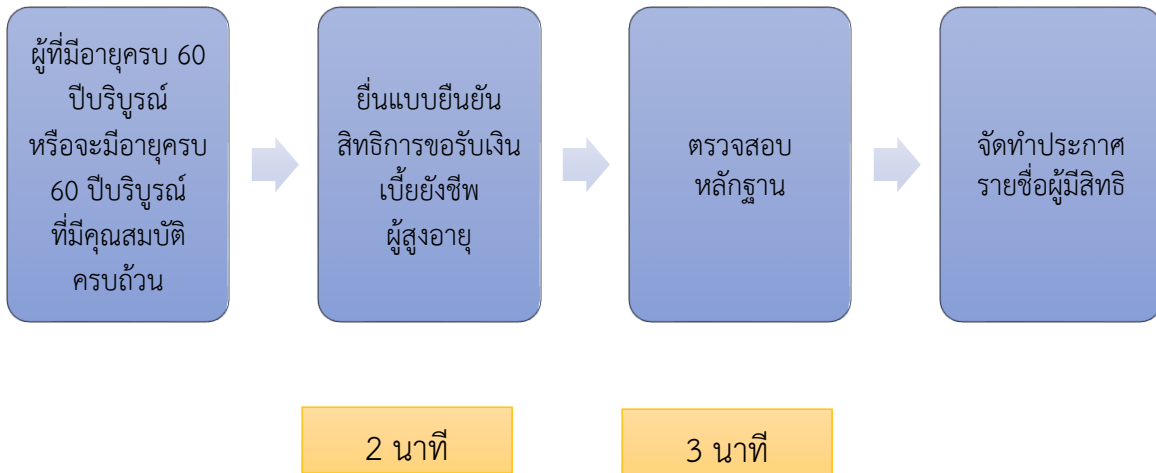 ผู้ที่มีอายุครบ 60
ปีบริบูรณ์
หรือจะมีอายุครบ
60 ปีบริบูรณ์
ที่มีคุณสมบัติ
ครบถ้วน
ยื่นแบบยืนยัน
สิทธิการขอรับเงิน
เบี้ยยังชีพ
ผู้สูงอายุ
ตรวจสอบ
หลักฐาน
จัดทำประกาศ
รายชื่อผู้มีสิทธิ
2 นาที
3 นาที